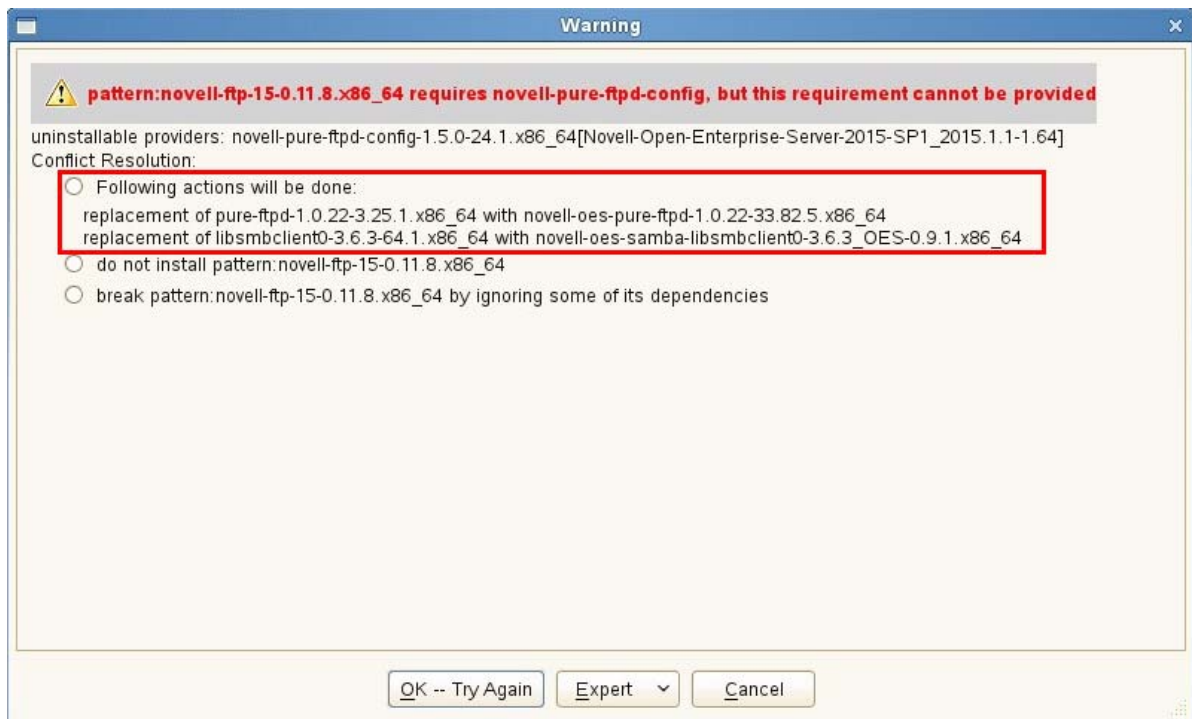 Warning
pattern:novell-ftp-15-0.11.8.x86_64 requires novell-pure-ftpd-config, but this requirement cannot be provided
uninstallable providers: novell-pure-ftpd-config-1.5.0-24.1.x86_64[Novell-Open-Enterprise-Server-2015-SP1_2015.1.1-1.64]
Conflict Resolution:
Following actions will be done:
replacement of pure-ftpd-1.0.22-3.25.1.x86_64 with novell-oes-pure-ftpd-1.0.22-33.82.5.x86_64
replacement of libsmbclient0-3.6.3-64.1.x86_64 with novell-oes-samba-libsmbclient0-3.6.3_OES-0.9.1.x86_64
do not install pattern:novell-ftp-15-0.11.8.x86_64
break pattern:novell-ftp-15-0.11.8.x86_64 by ignoring some of its dependencies
OK -- Try Again
Expert
Cancel